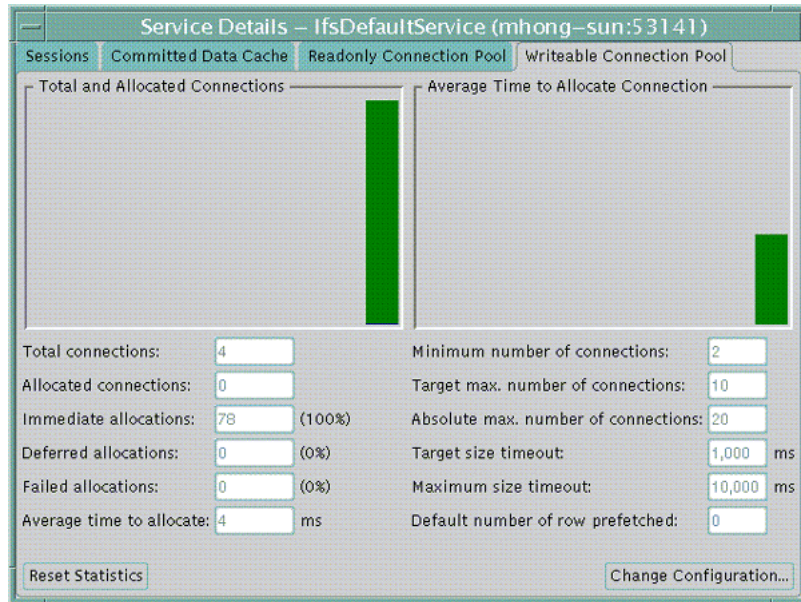 Service Details – IfsDefaultService (mhong-sun:53141)
Sessions Committed Data Cache Readonly Connection Pool Writeable Connection Pool
Total and Allocated Connections Average Time to Allocate Connection
Total connections: 4 Minimum number of connections: 2
Allocated connections: 0 Target max. number of connections: 10
Immediate allocations: 78 (100%) Absolute max. number of connections: 20
Deferred allocations: 0 (0%) Target size timeout: 1,000 ms
Failed allocations: 0 (0%) Maximum size timeout: 10,000 ms
Average time to allocate: 4 ms Default number of row prefetched: 0
Reset Statistics Change Configuration...